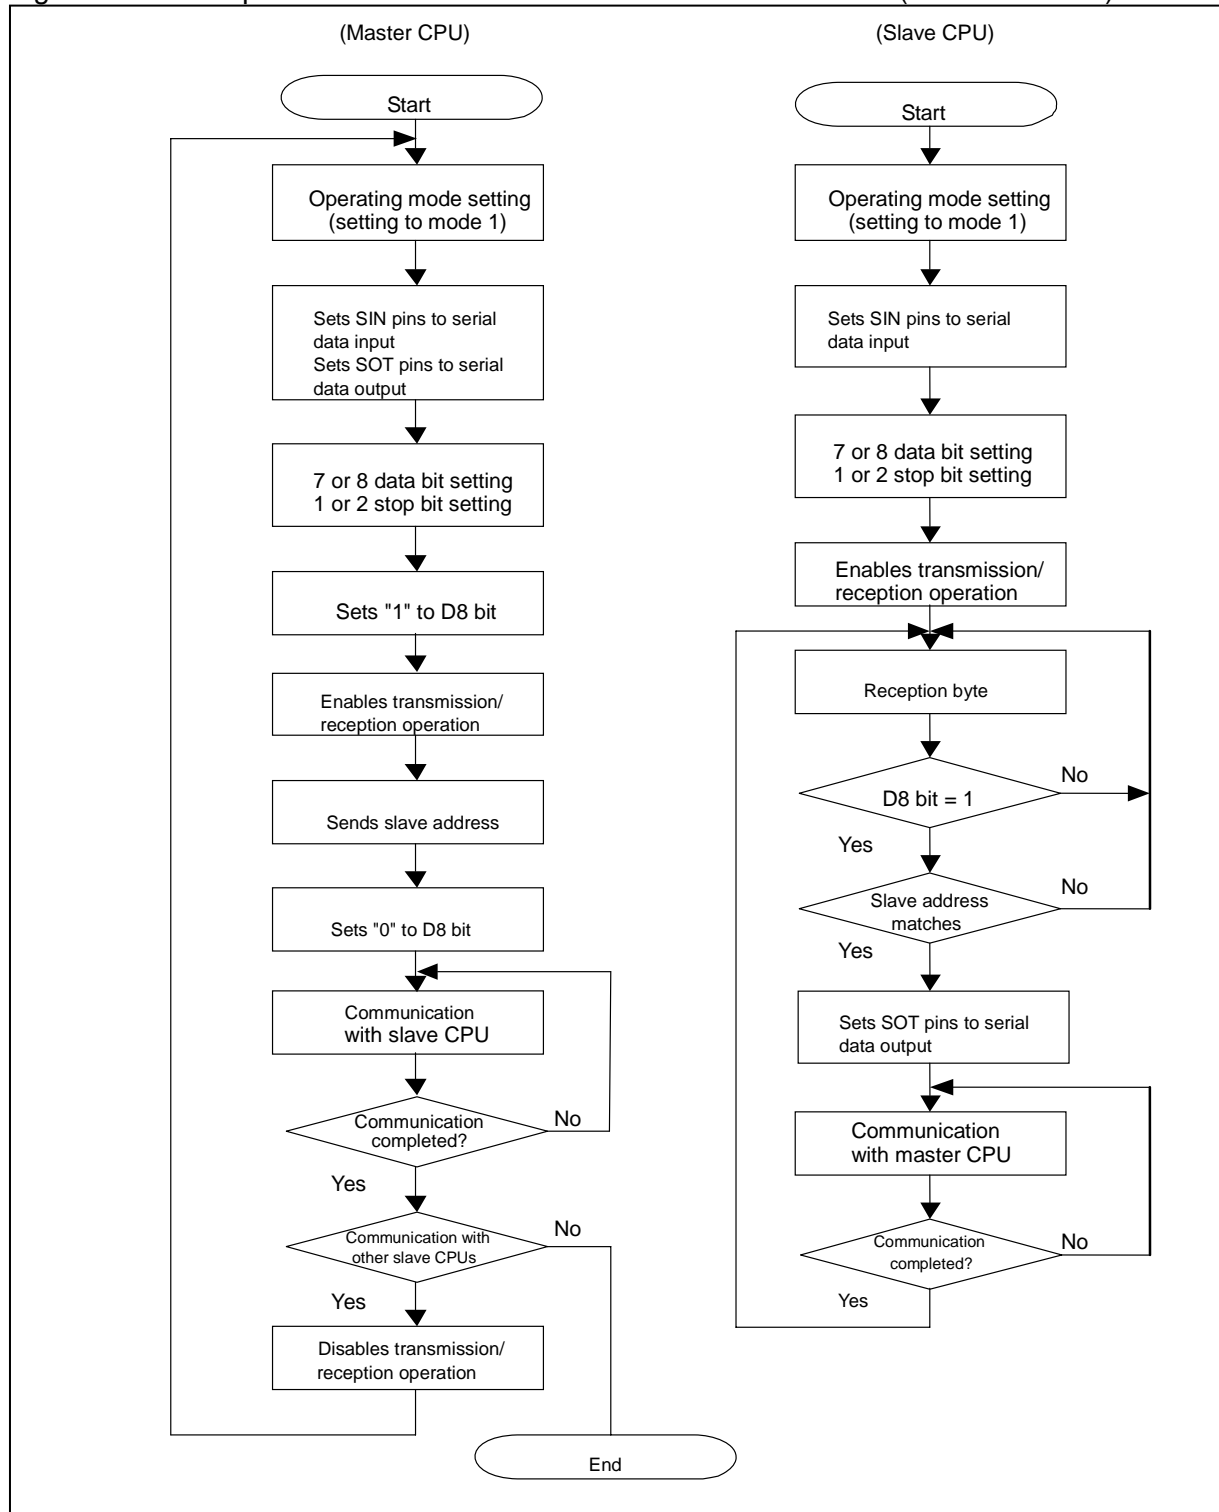 (Master CPU)
Start
Operating mode setting
(setting to mode 1)
Sets SIN pins to serial
data input
Sets SOT pins to serial
data output
7 or 8 data bit setting
1 or 2 stop bit setting
Sets "1" to D8 bit
Enables transmission/
reception operation
Sends slave address
Sets "0" to D8 bit
Communication
with slave CPU
Communication
completed?
No
Yes
Communication with
other slave CPUs
No
Yes
Disables transmission/
reception operation
End
(Slave CPU)
Start
Operating mode setting
(setting to mode 1)
Sets SIN pins to serial
data input
7 or 8 data bit setting
1 or 2 stop bit setting
Enables transmission/
reception operation
Reception byte
D8 bit = 1
No
Yes
Slave address
matches
No
Yes
Sets SOT pins to serial
data output
Communication
with master CPU
Communication
completed?
No
Yes